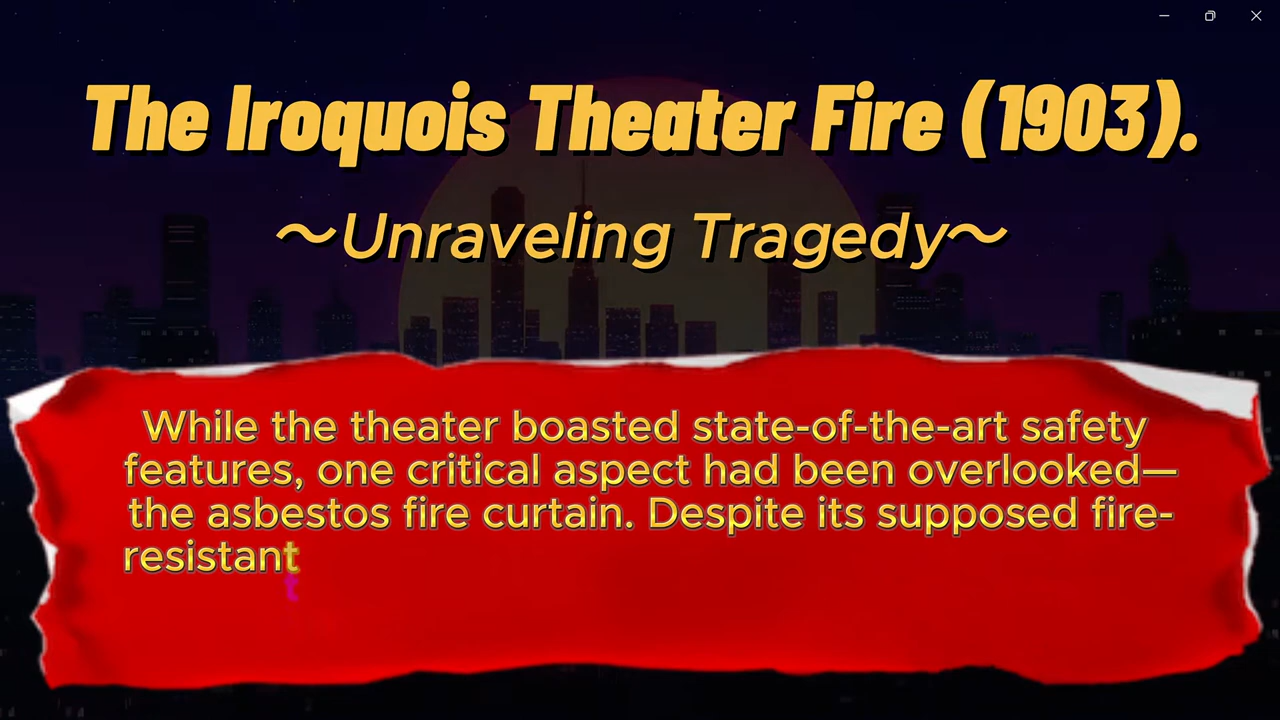 The Iroquois Theater Fire (1903).
~Unraveling Tragedy~
While the theater boasted state-of-the-art safety
features, one critical aspect had been overlooked—
the asbestos fire curtain. Despite its supposed fire-
resistant
t